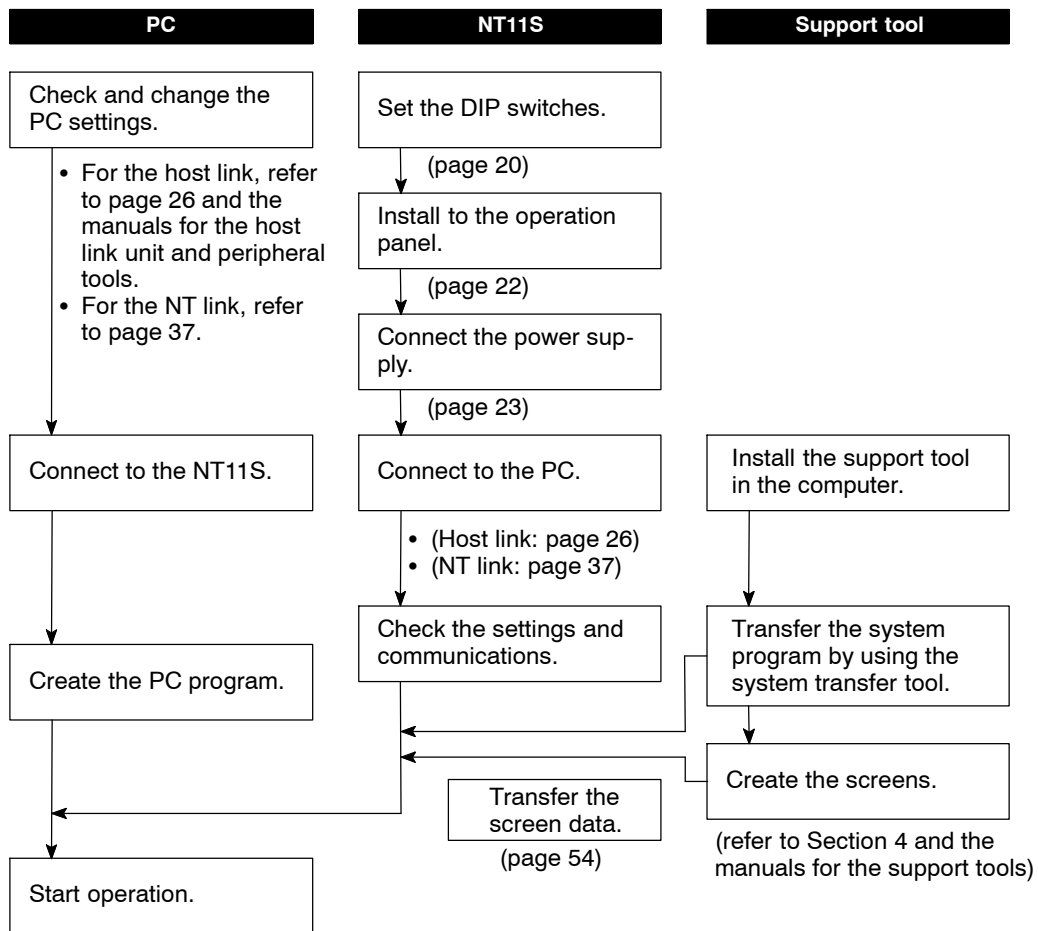 PC
NT11S
Support tool
Check and change the
PC settings.
• For the host link, refer
to page 26 and the
manuals for the host
link unit and peripheral
tools.
• For the NT link, refer
to page 37.
Connect to the NT11S.
Create the PC program.
Start operation.
Set the DIP switches.
(page 20)
Install to the operation
panel.
(page 22)
Connect the power sup-
ply.
(page 23)
Connect to the PC.
• (Host link: page 26)
• (NT link: page 37)
Check the settings and
communications.
Transfer the
screen data.
(page 54)
Install the support tool
in the computer.
Transfer the system
program by using the
system transfer tool.
Create the screens.
(refer to Section 4 and the
manuals for the support tools)